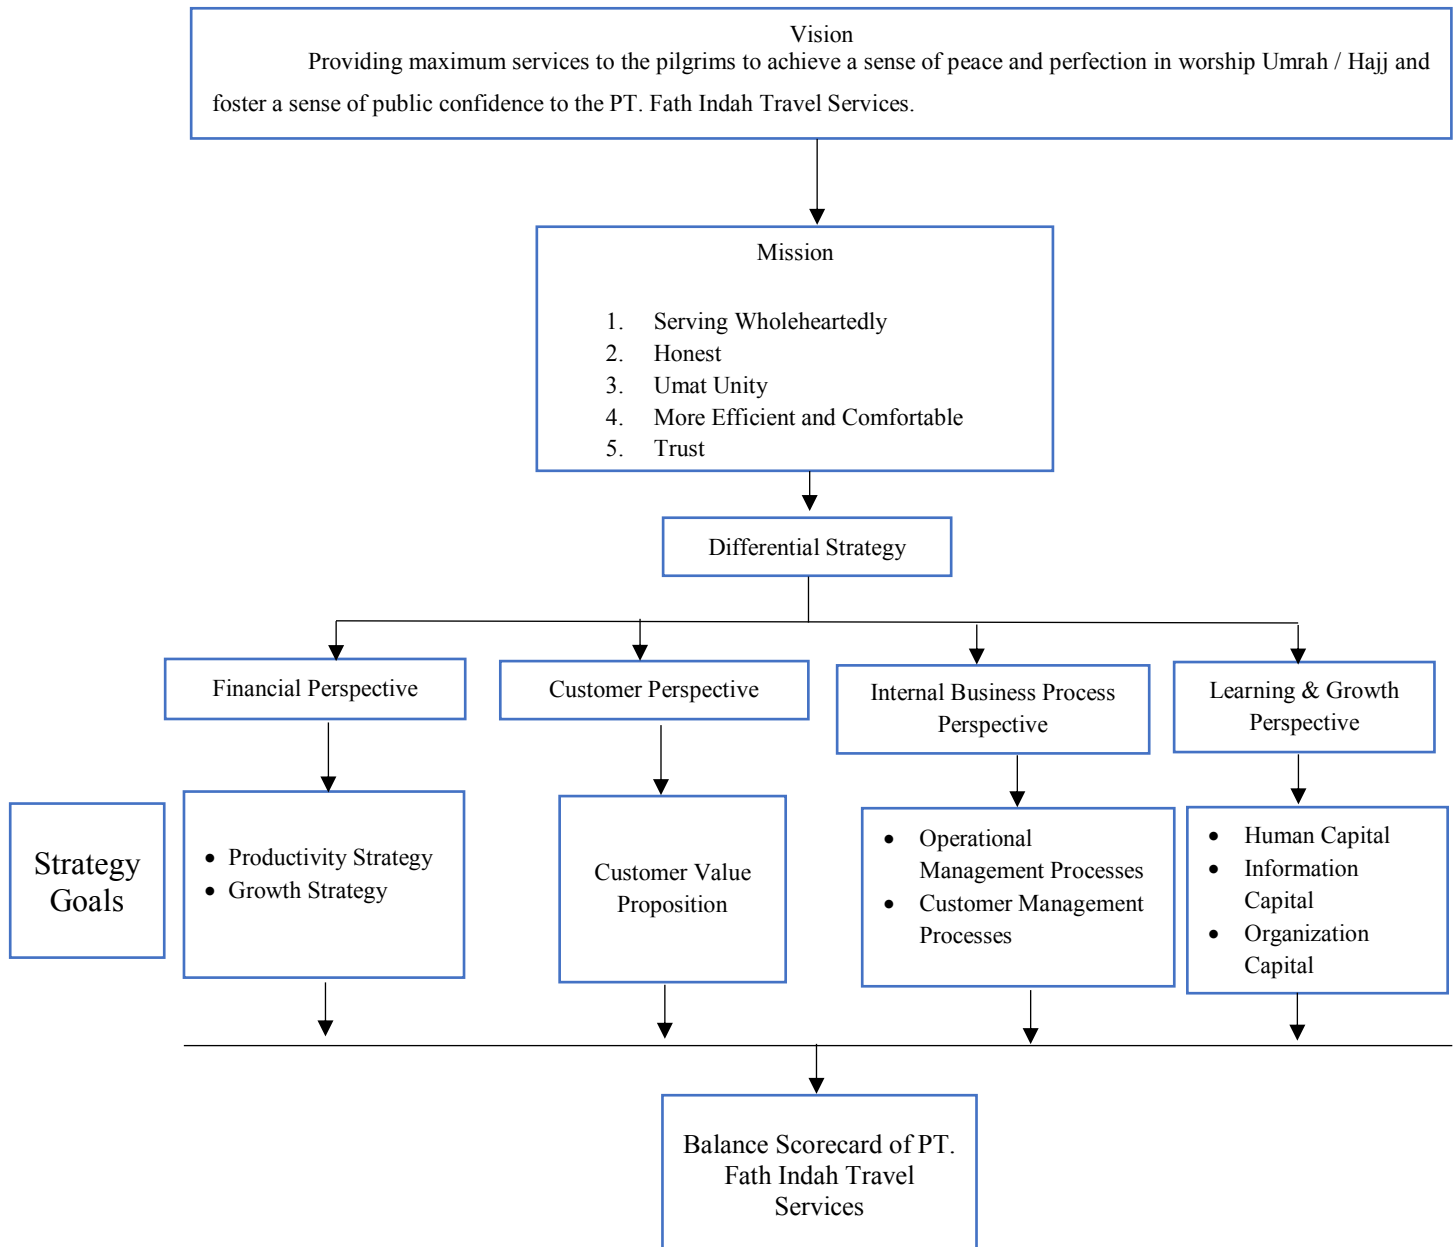 Vision
Providing maximum services to the pilgrims to achieve a sense of peace and perfection in worship Umrah / Hajj and
foster a sense of public confidence to the PT. Fath Indah Travel Services.
Mission
1. Serving Wholeheartedly
2. Honest
3. Umat Unity
4. More Efficient and Comfortable
5. Trust
Differential Strategy
Financial Perspective
Customer Perspective
Internal Business Process
Perspective
Learning & Growth
Perspective
Strategy
Goals
• Productivity Strategy
• Growth Strategy
Customer Value
Proposition
• Operational
Management Processes
• Customer Management
Processes
• Human Capital
• Information
Capital
• Organization
Capital
Balance Scorecard of PT.
Fath Indah Travel
Services